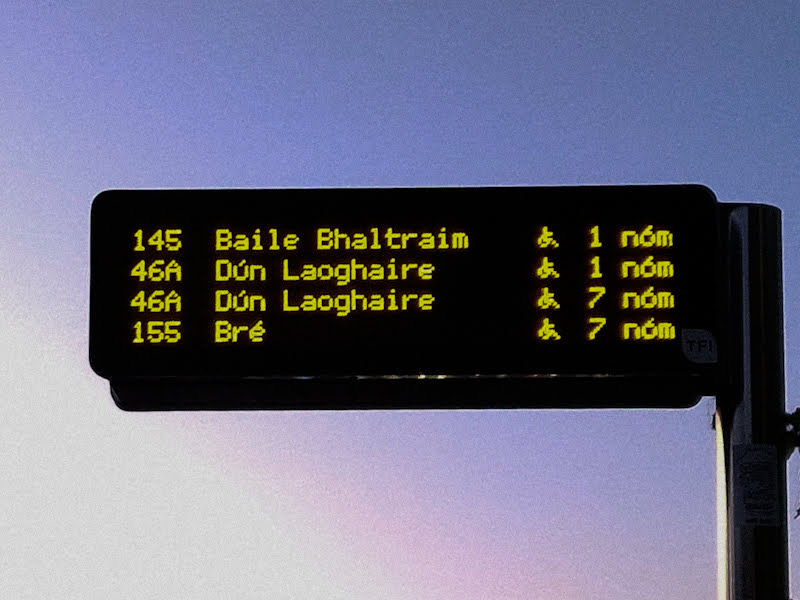 145 Baile Bhaltraim ♿ 1 nóm
46A Dún Laoghaire ♿ 1 nóm
46A Dún Laoghaire ♿ 7 nóm
155 Bré ♿ 7 nóm
TFI